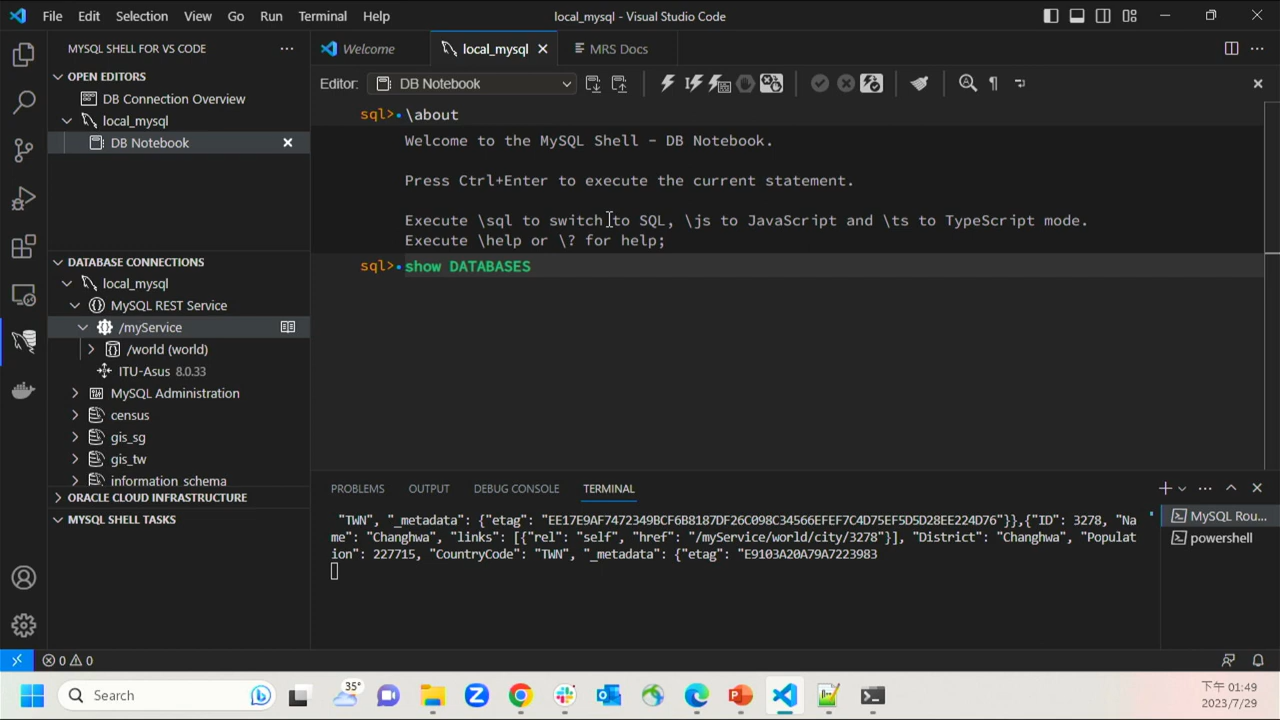 File Edit Selection View Go Run Terminal Help local_mysql - Visual Studio Code
MYSQL SHELL FOR VS CODE
Welcome local_mysql MRS Docs
OPEN EDITORS
DB Connection Overview
local_mysql
DB Notebook
Editor: DB Notebook
sql> \about
Welcome to the MySQL Shell - DB Notebook.
Press Ctrl+Enter to execute the current statement.
Execute \sql to switch to SQL, \js to JavaScript and \ts to TypeScript mode.
Execute \help or \? for help;
sql> show DATABASES
DATABASE CONNECTIONS
local_mysql
MySQL REST Service
/myService
/world (world)
ITU-Asus 8.0.33
MySQL Administration
census
gis_sg
gis_tw
information_schema
ORACLE CLOUD INFRASTRUCTURE
MYSQL SHELL TASKS
PROBLEMS OUTPUT DEBUG CONSOLE TERMINAL
"TWN", "_metadata": {"etag": "EE17E9AF7472349BCF6B8187DF26C098C34566EFEF7C4D75EF5D5D28EE224D76"}},{"ID": 3278, "Na
me": "Changhwa", "links": [{"rel": "self", "href": "/myService/world/city/3278"}], "District": "Changhwa", "Populat
ion": 227715, "CountryCode": "TWN", "_metadata": {"etag": "E9103A20A79A7223983
MySQL Rou...
powershell
0 0
Search
35°
下午 01:49
2023/7/29